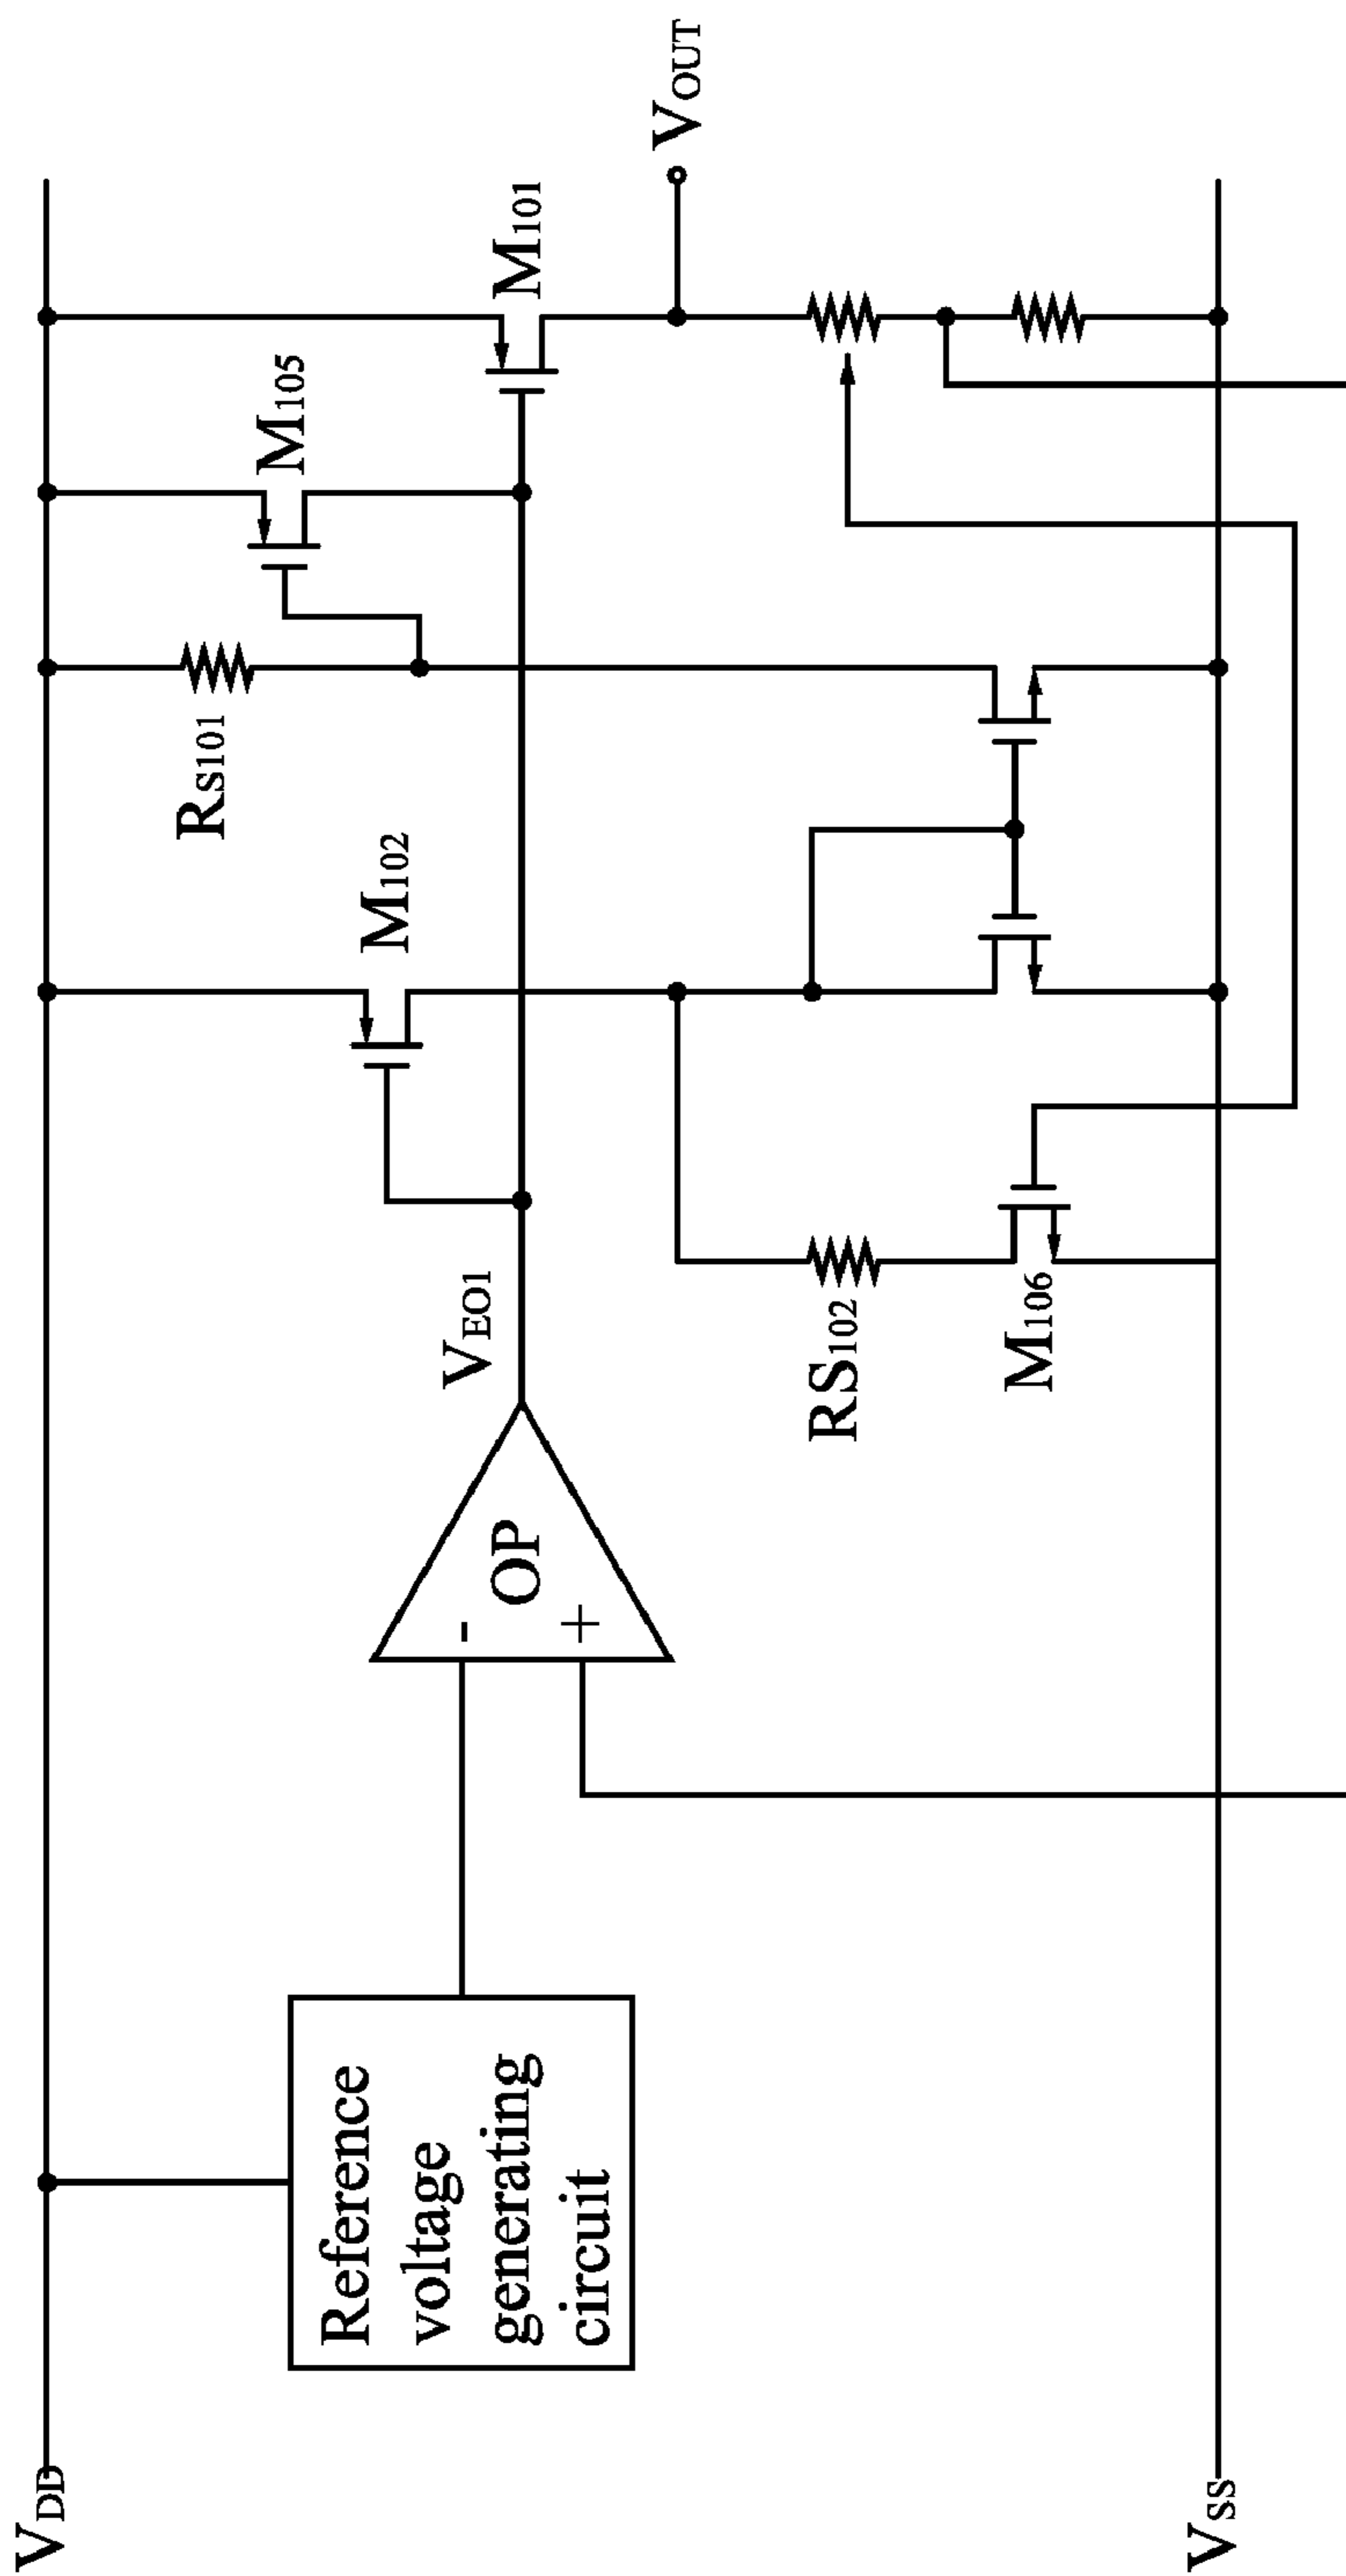 VDD
Reference
voltage
generating
circuit
-
+
OP
VEO1
M102
Rs101
M105
M101
VOUT
RS102
M106
VSS